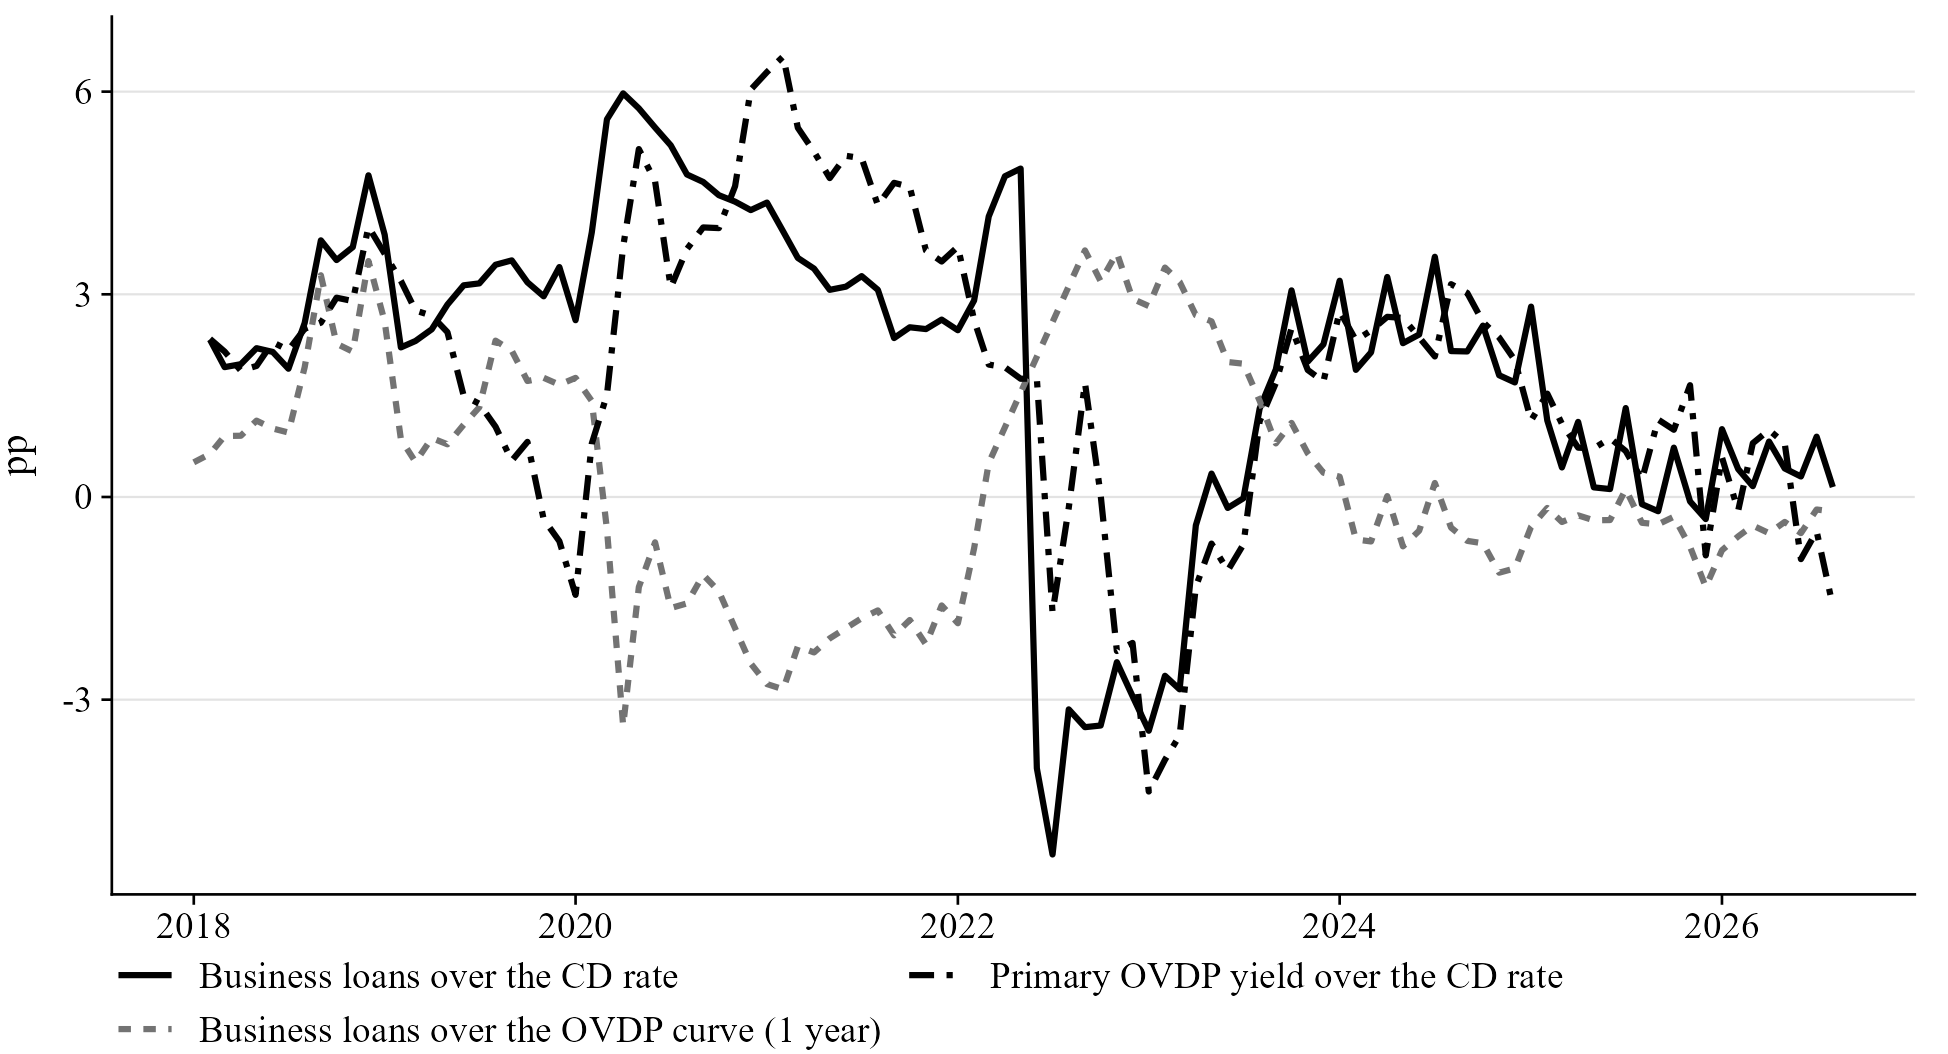 pp
6
3
0
-3
2018 2020 2022 2024 2026
Business loans over the CD rate Primary OVDP yield over the CD rate
Business loans over the OVDP curve (1 year)